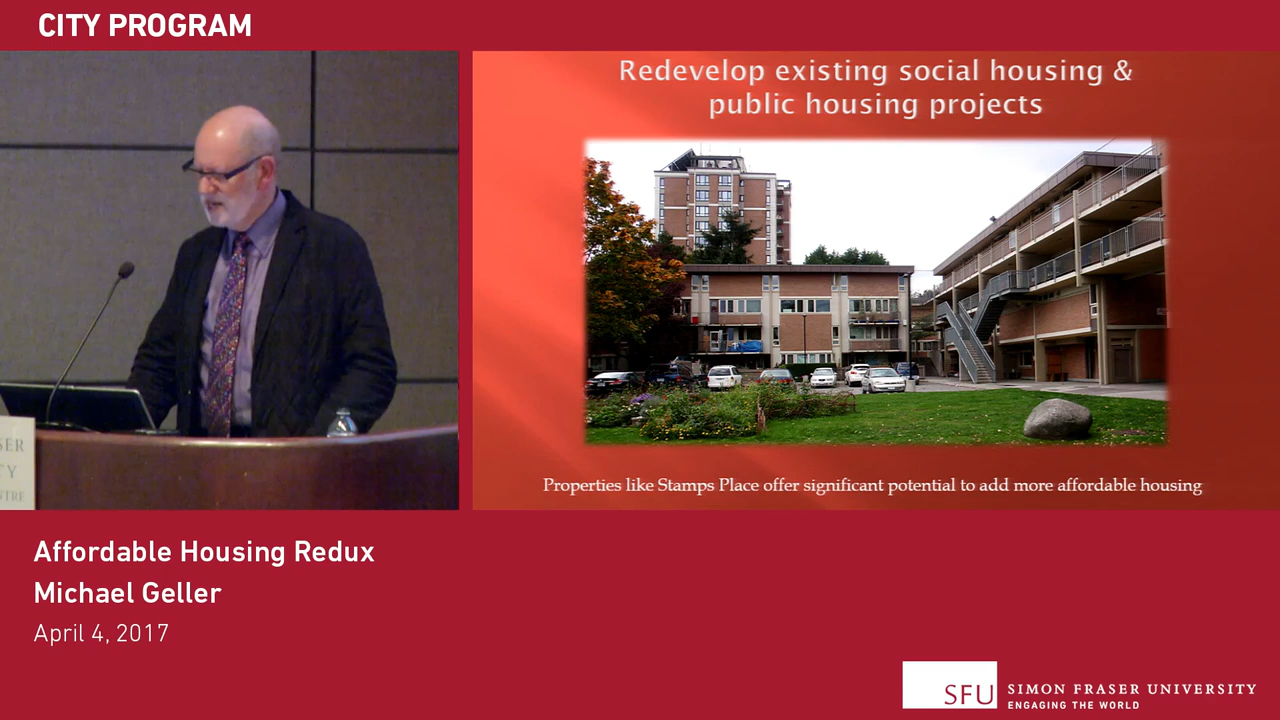 CITY PROGRAM
Redevelop existing social housing &
public housing projects
Properties like Stamps Place offer significant potential to add more affordable housing
Affordable Housing Redux
Michael Geller
April 4, 2017
SFU
SIMON FRASER UNIVERSITY
ENGAGING THE WORLD